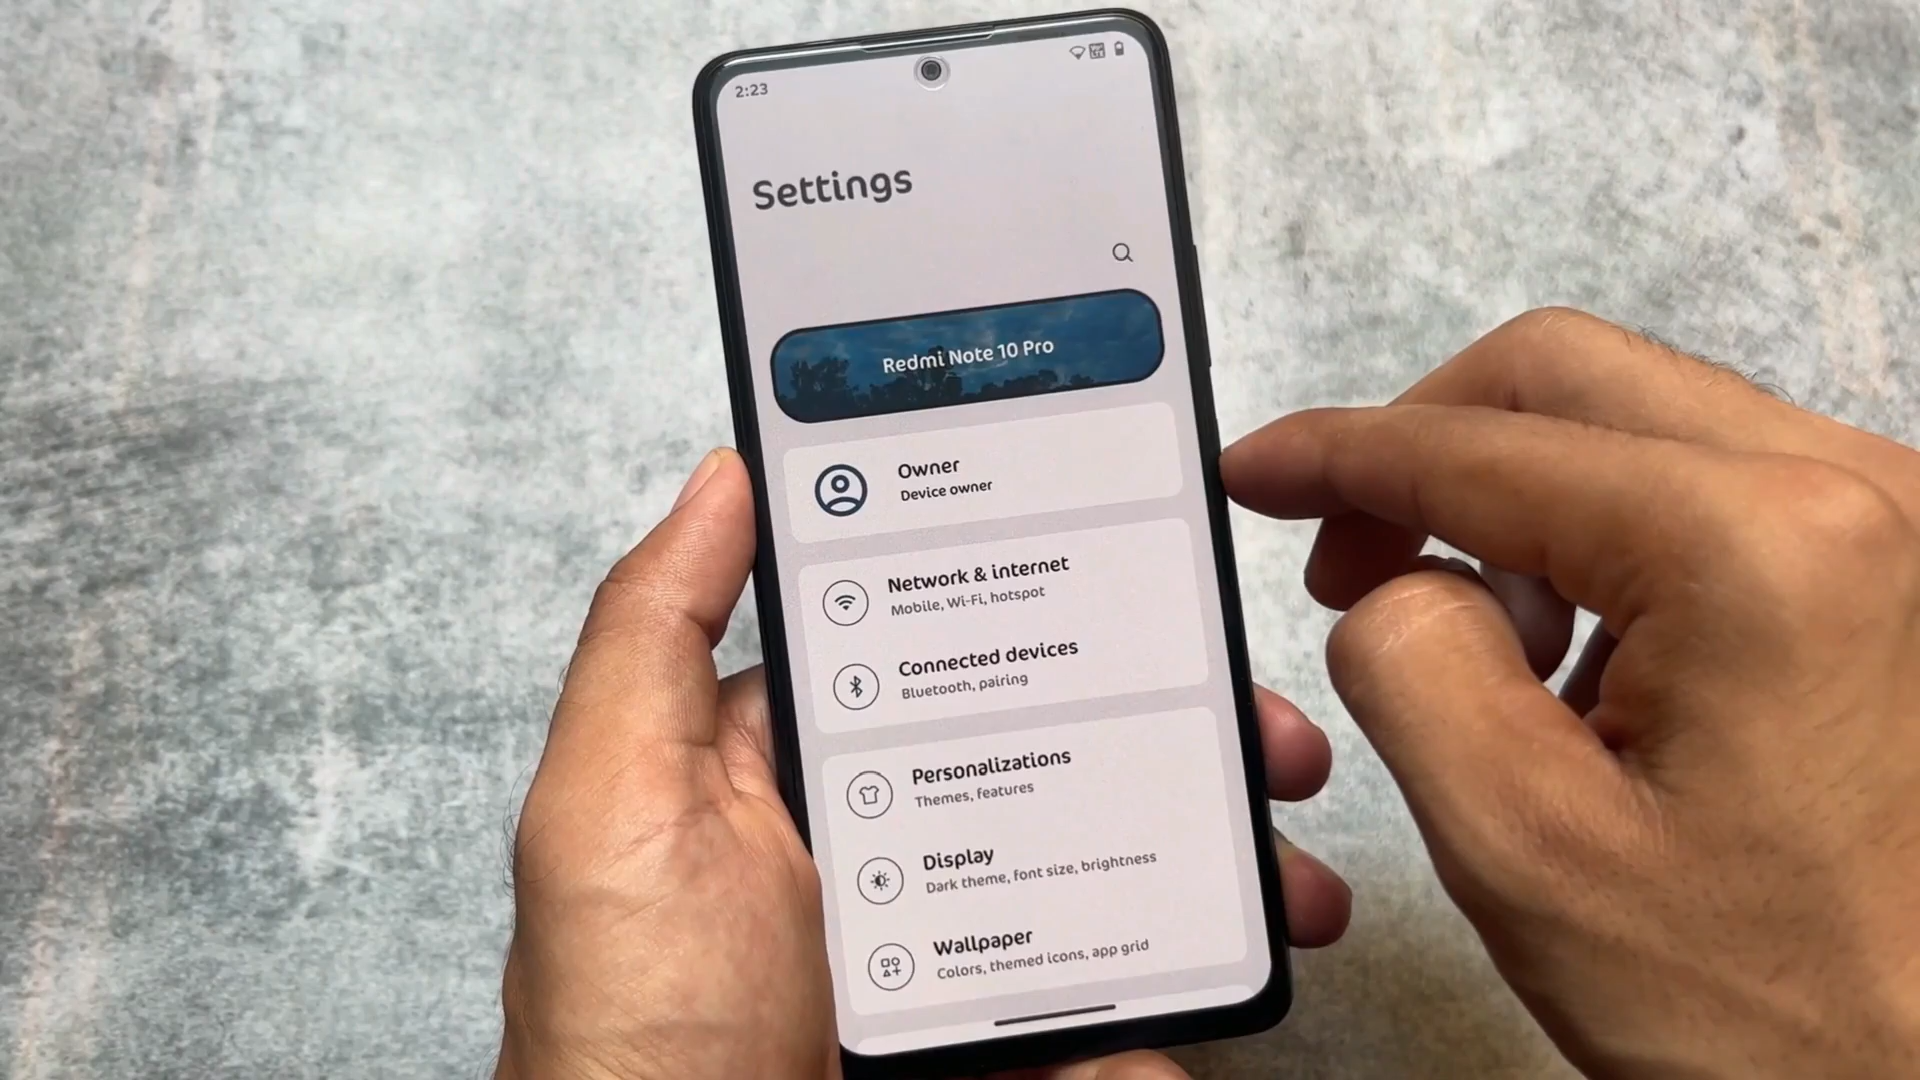 2:23
Settings
Redmi Note 10 Pro
Owner
Device owner
Network & internet
Mobile, Wi-Fi, hotspot
Connected devices
Bluetooth, pairing
Personalizations
Themes, features
Display
Dark theme, font size, brightness
Wallpaper
Colors, themed icons, app grid